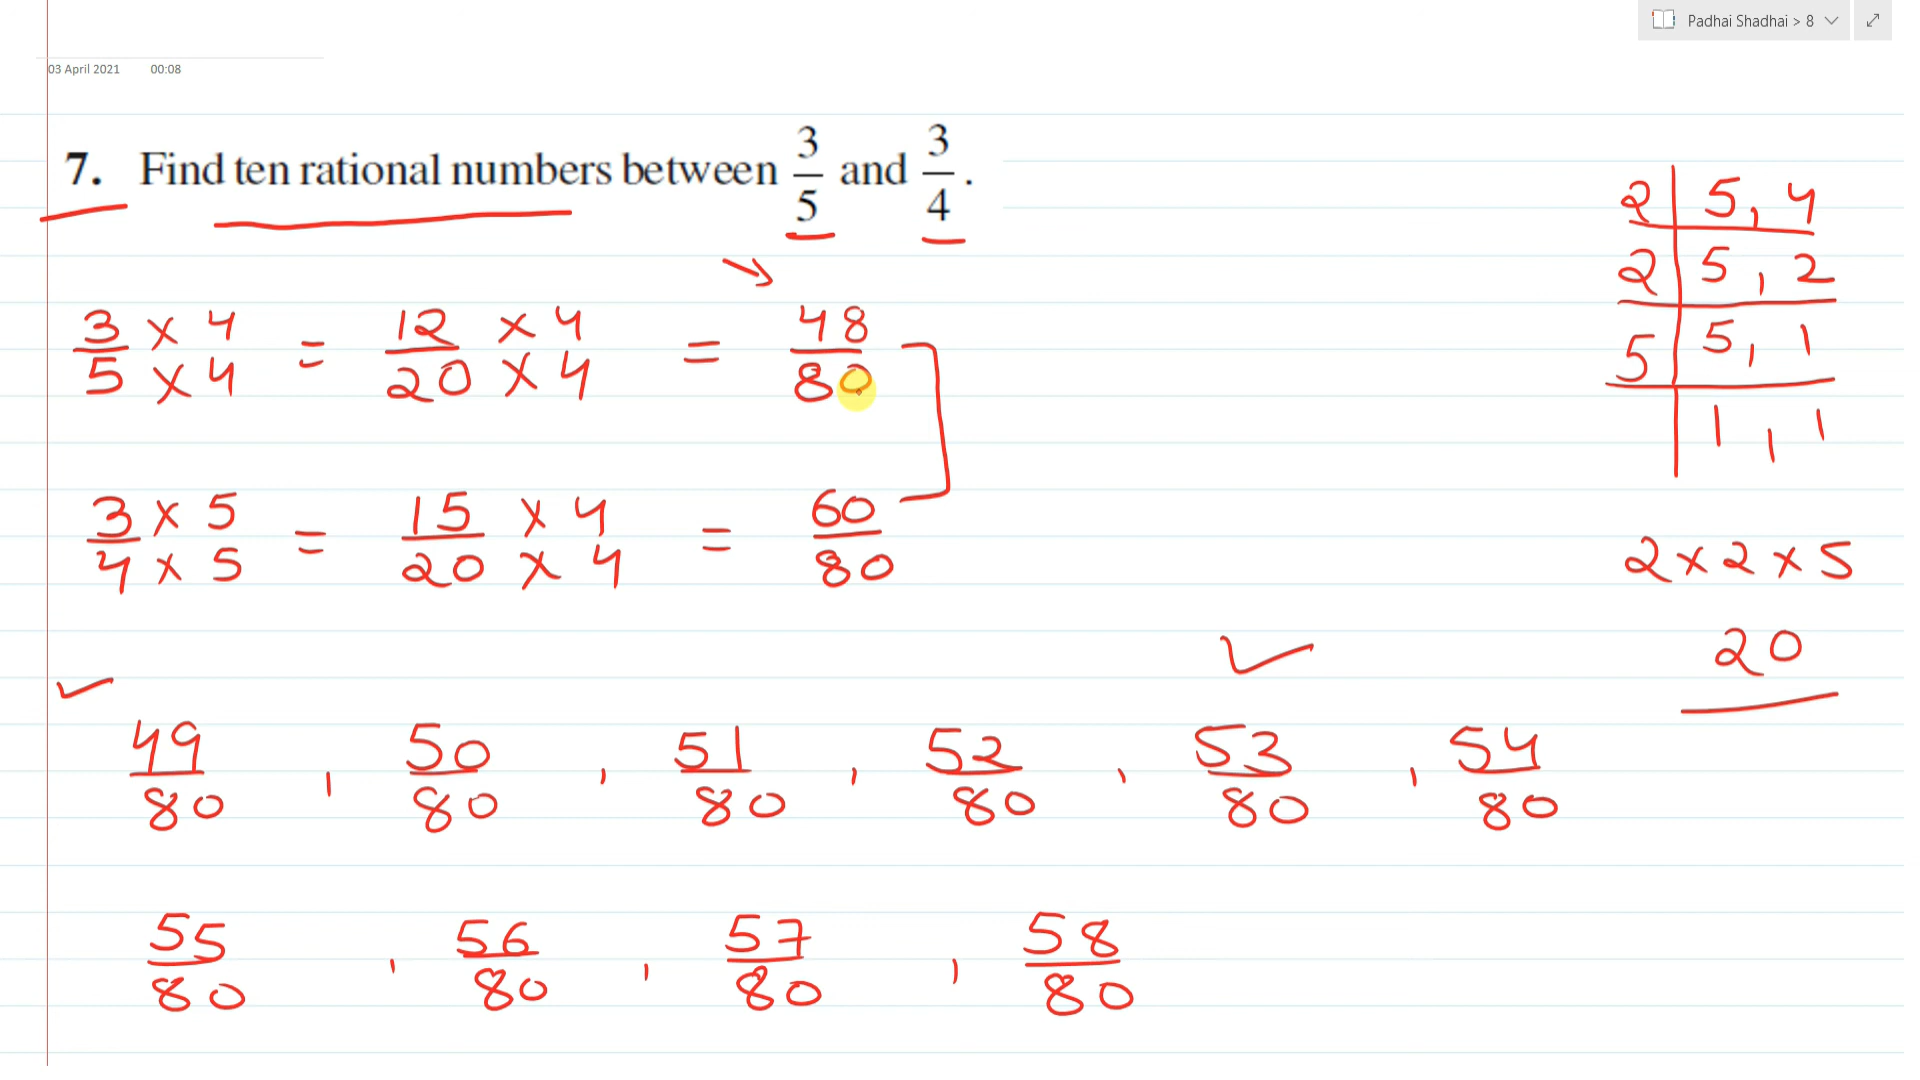 Padhai Shadhai > 8
03 April 2021 00:08
7. Find ten rational numbers between 3/5 and 3/4.
2 | 5, 4
2 | 5, 2
5 | 5, 1
| 1, 1
3/5 × 4/4 = 12/20 × 4/4 = 48/80
3/4 × 5/5 = 15/20 × 4/4 = 60/80
2 × 2 × 5
20
49/80, 50/80, 51/80, 52/80, 53/80, 54/80
55/80, 56/80, 57/80, 58/80